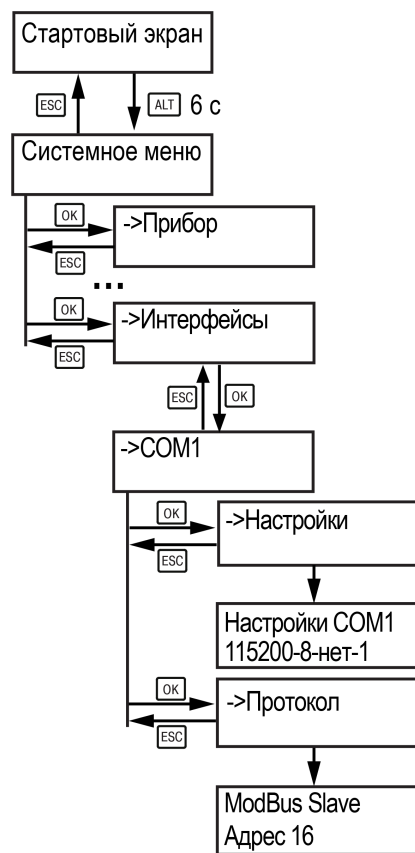 Стартовый экран
ESC
ALT 6 с
Системное меню
OK
->Прибор
ESC
...
OK
->Интерфейсы
ESC
ESC
OK
->COM1
OK
->Настройки
ESC
Настройки COM1
115200-8-нет-1
OK
->Протокол
ESC
ModBus Slave
Адрес 16